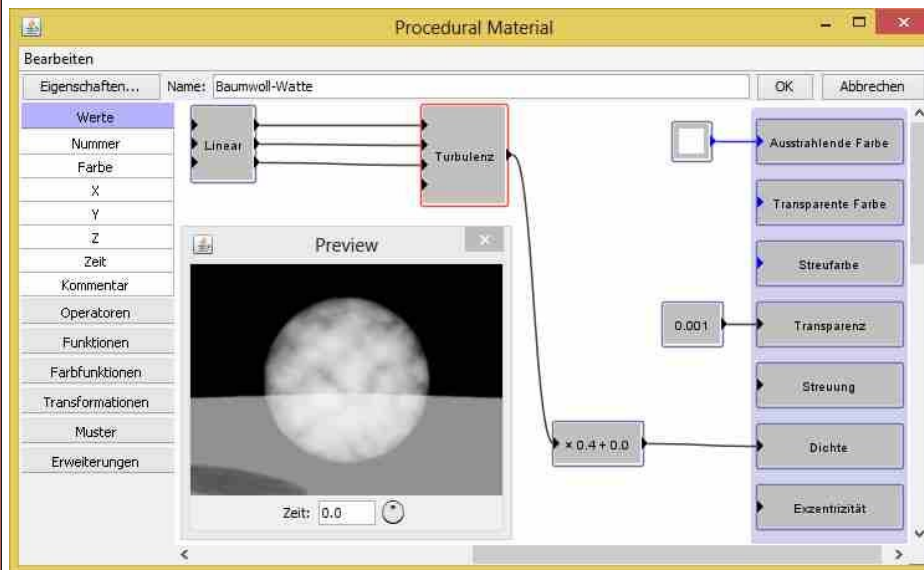 Procedural Material
Bearbeiten
Eigenschaften...
Name: Baumwoll-Watte
OK
Abbrechen
Werte
Nummer
Farbe
X
Y
Z
Zeit
Kommentar
Operatoren
Funktionen
Farbfunktionen
Transformationen
Muster
Erweiterungen
Linear
Turbulenz
Preview
Zeit: 0.0
0.001
× 0.4 + 0.0
Ausstrahlende Farbe
Transparente Farbe
Streufarbe
Transparenz
Streuung
Dichte
Exzentrizität